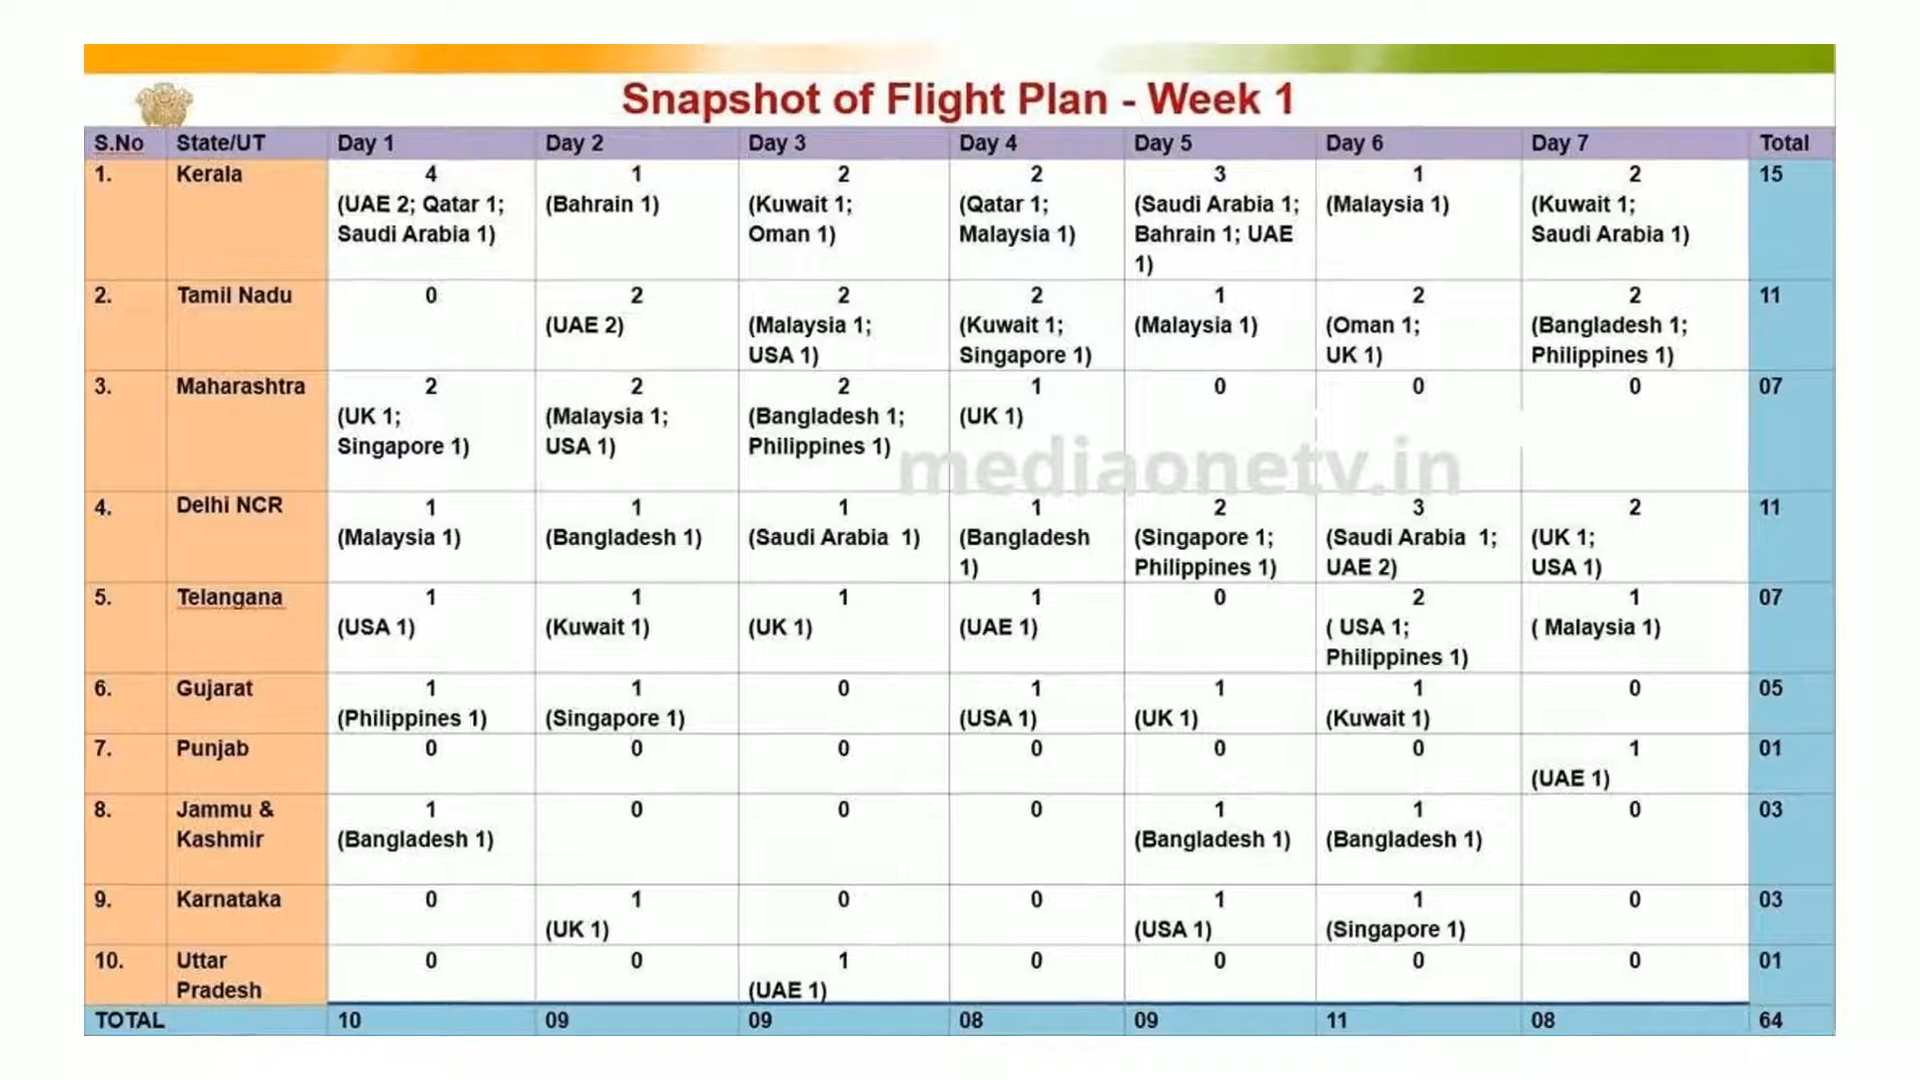 Snapshot of Flight Plan - Week 1
S.No State/UT Day 1 Day 2 Day 3 Day 4 Day 5 Day 6 Day 7 Total
1. Kerala 4 1 2 2 3 1 2 15
(UAE 2; Qatar 1; (Bahrain 1) (Kuwait 1; (Qatar 1; (Saudi Arabia 1; (Malaysia 1) (Kuwait 1;
Saudi Arabia 1) Oman 1) Malaysia 1) Bahrain 1; UAE Saudi Arabia 1)
1)
2. Tamil Nadu 0 2 2 2 1 2 2 11
(UAE 2) (Malaysia 1; (Kuwait 1; (Malaysia 1) (Oman 1; (Bangladesh 1;
USA 1) Singapore 1) UK 1) Philippines 1)
3. Maharashtra 2 2 2 1 0 0 0 07
(UK 1; (Malaysia 1; (Bangladesh 1; (UK 1)
Singapore 1) USA 1) Philippines 1)
mediaonetv.in
4. Delhi NCR 1 1 1 1 2 3 2 11
(Malaysia 1) (Bangladesh 1) (Saudi Arabia 1) (Bangladesh (Singapore 1; (Saudi Arabia 1; (UK 1;
1) Philippines 1) UAE 2) USA 1)
5. Telangana 1 1 1 1 0 2 1 07
(USA 1) (Kuwait 1) (UK 1) (UAE 1) ( USA 1; ( Malaysia 1)
Philippines 1)
6. Gujarat 1 1 0 1 1 1 0 05
(Philippines 1) (Singapore 1) (USA 1) (UK 1) (Kuwait 1)
7. Punjab 0 0 0 0 0 0 1 01
(UAE 1)
8. Jammu & 1 0 0 0 1 1 0 03
Kashmir (Bangladesh 1) (Bangladesh 1) (Bangladesh 1)
9. Karnataka 0 1 0 0 1 1 0 03
(UK 1) (USA 1) (Singapore 1)
10. Uttar 0 0 1 0 0 0 0 01
Pradesh (UAE 1)
TOTAL 10 09 09 08 09 11 08 64